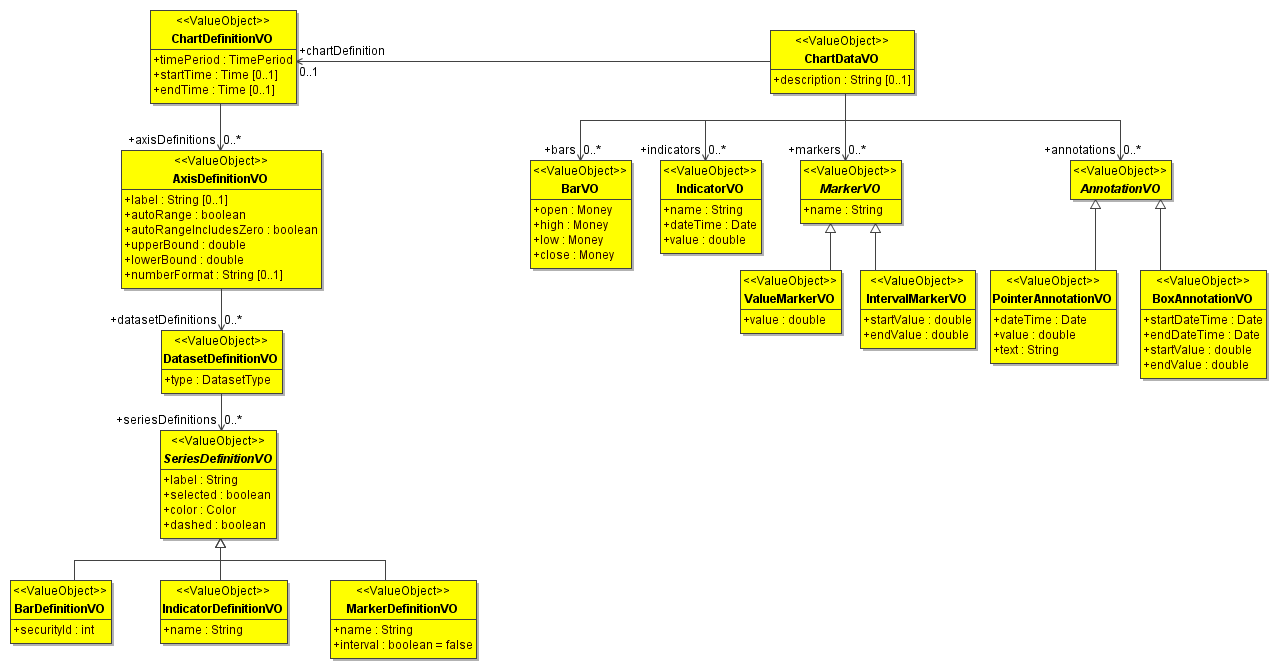 <<ValueObject>>
ChartDefinitionVO
+timePeriod : TimePeriod
+startTime : Time [0..1]
+endTime : Time [0..1]
+chartDefinition
0..1
<<ValueObject>>
ChartDataVO
+description : String [0..1]
+axisDefinitions 0..*
<<ValueObject>>
AxisDefinitionVO
+label : String [0..1]
+autoRange : boolean
+autoRangeIncludesZero : boolean
+upperBound : double
+lowerBound : double
+numberFormat : String [0..1]
+bars 0..*
<<ValueObject>>
BarVO
+open : Money
+high : Money
+low : Money
+close : Money
+indicators 0..*
<<ValueObject>>
IndicatorVO
+name : String
+dateTime : Date
+value : double
+markers 0..*
<<ValueObject>>
MarkerVO
+name : String
+annotations 0..*
<<ValueObject>>
AnnotationVO
<<ValueObject>>
ValueMarkerVO
+value : double
<<ValueObject>>
IntervalMarkerVO
+startValue : double
+endValue : double
<<ValueObject>>
PointerAnnotationVO
+dateTime : Date
+value : double
+text : String
<<ValueObject>>
BoxAnnotationVO
+startDateTime : Date
+endDateTime : Date
+startValue : double
+endValue : double
+datasetDefinitions 0..*
<<ValueObject>>
DatasetDefinitionVO
+type : DatasetType
+seriesDefinitions 0..*
<<ValueObject>>
SeriesDefinitionVO
+label : String
+selected : boolean
+color : Color
+dashed : boolean
<<ValueObject>>
BarDefinitionVO
+securityId : int
<<ValueObject>>
IndicatorDefinitionVO
+name : String
<<ValueObject>>
MarkerDefinitionVO
+name : String
+interval : boolean = false